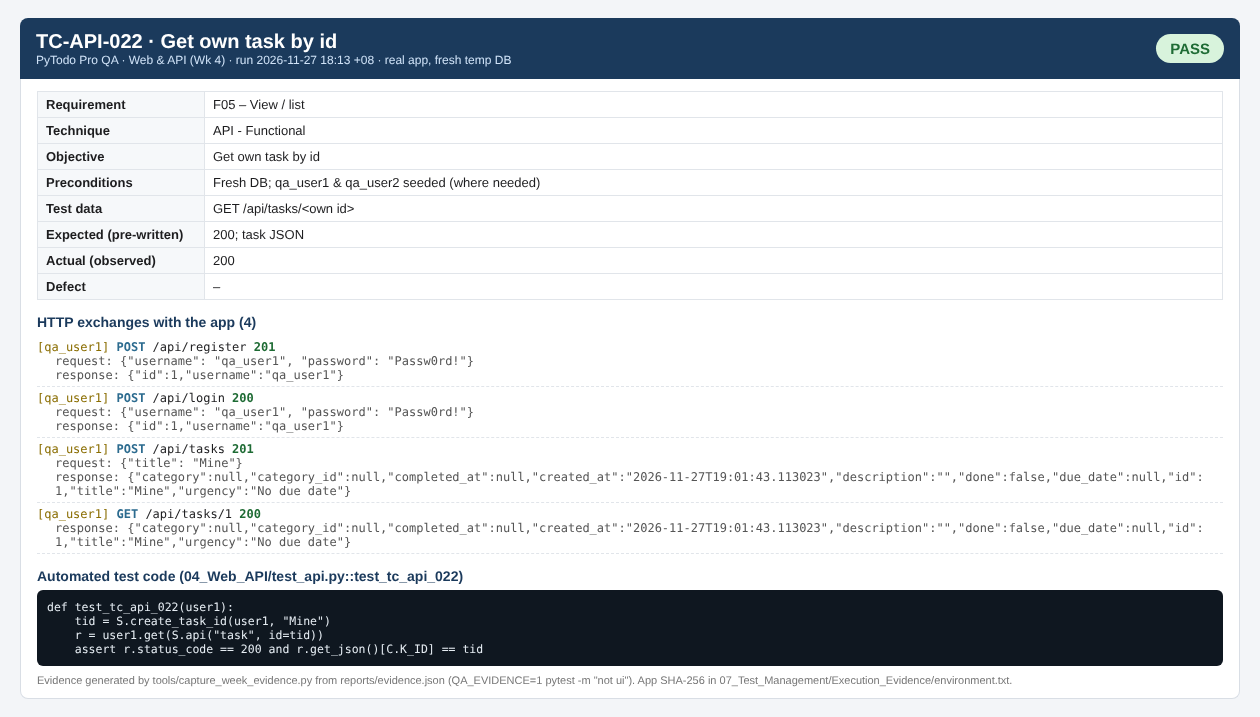 TC-API-022 · Get own task by id
PyTodo Pro QA · Web & API (Wk 4) · run 2026-11-27 18:13 +08 · real app, fresh temp DB
PASS
Requirement F05 – View / list
Technique API - Functional
Objective Get own task by id
Preconditions Fresh DB; qa_user1 & qa_user2 seeded (where needed)
Test data GET /api/tasks/<own id>
Expected (pre-written) 200; task JSON
Actual (observed) 200
Defect –
HTTP exchanges with the app (4)
[qa_user1] POST /api/register 201
request: {"username": "qa_user1", "password": "Passw0rd!"}
response: {"id":1,"username":"qa_user1"}
[qa_user1] POST /api/login 200
request: {"username": "qa_user1", "password": "Passw0rd!"}
response: {"id":1,"username":"qa_user1"}
[qa_user1] POST /api/tasks 201
request: {"title": "Mine"}
response: {"category":null,"category_id":null,"completed_at":null,"created_at":"2026-11-27T19:01:43.113023","description":"","done":false,"due_date":null,"id":
1,"title":"Mine","urgency":"No due date"}
[qa_user1] GET /api/tasks/1 200
response: {"category":null,"category_id":null,"completed_at":null,"created_at":"2026-11-27T19:01:43.113023","description":"","done":false,"due_date":null,"id":
1,"title":"Mine","urgency":"No due date"}
Automated test code (04_Web_API/test_api.py::test_tc_api_022)
def test_tc_api_022(user1):
    tid = S.create_task_id(user1, "Mine")
    r = user1.get(S.api("task", id=tid))
    assert r.status_code == 200 and r.get_json()[C.K_ID] == tid
Evidence generated by tools/capture_week_evidence.py from reports/evidence.json (QA_EVIDENCE=1 pytest -m "not ui"). App SHA-256 in 07_Test_Management/Execution_Evidence/environment.txt.